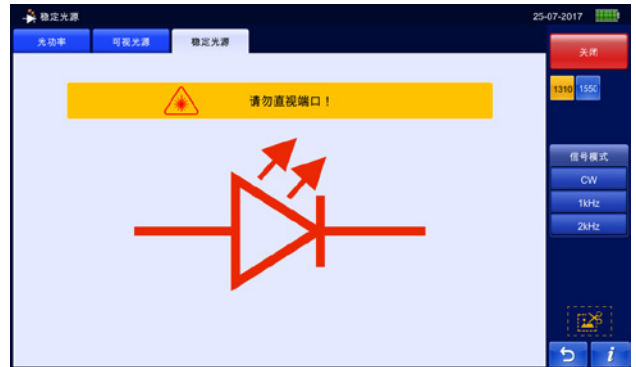 稳定光源
25-07-2017
光功率 可视光源 稳定光源
关闭
请勿直视端口！
1310 155C
信号模式
CW
1kHz
2kHz
i